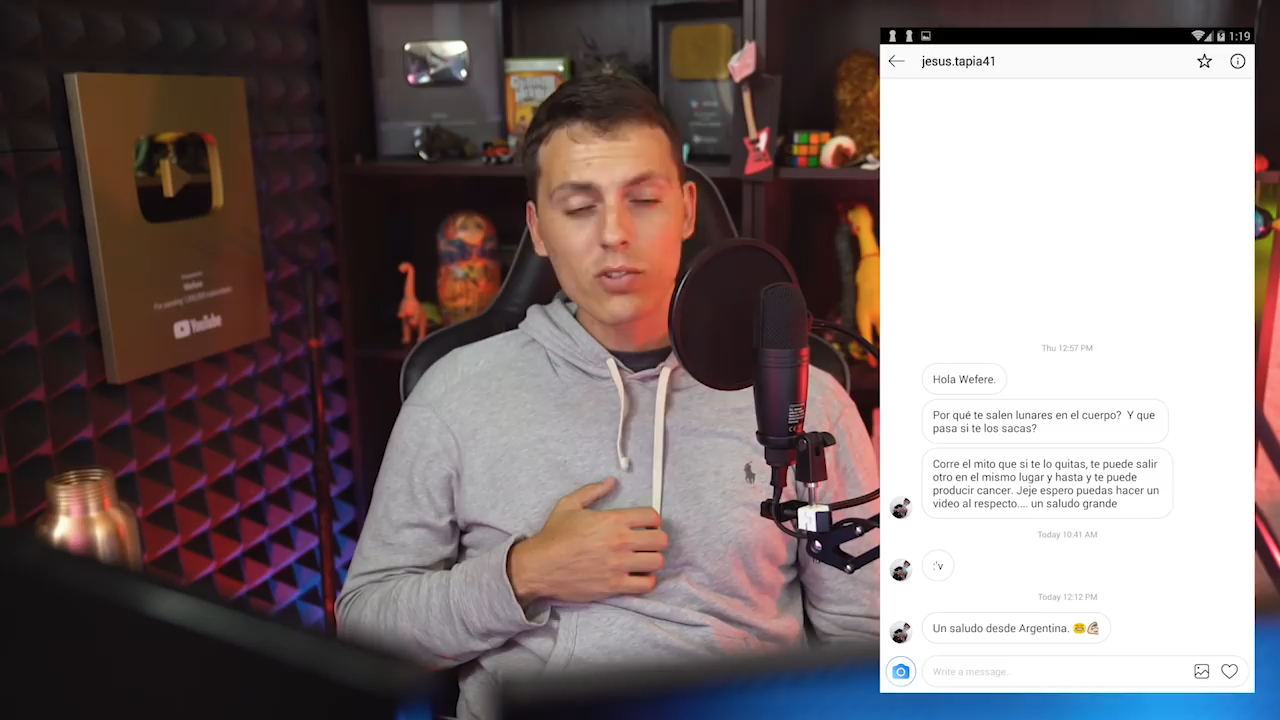 YouTube
1:19
jesus.tapia41
Thu 12:57 PM
Hola Wefere.
Por qué te salen lunares en el cuerpo? Y que
pasa si te los sacas?
Corre el mito que si te lo quitas, te puede salir
otro en el mismo lugar y hasta y te puede
producir cancer. Jeje espero puedas hacer un
video al respecto.... un saludo grande
Today 10:41 AM
:'v
Today 12:12 PM
Un saludo desde Argentina. 😄💪🏼
Write a message...